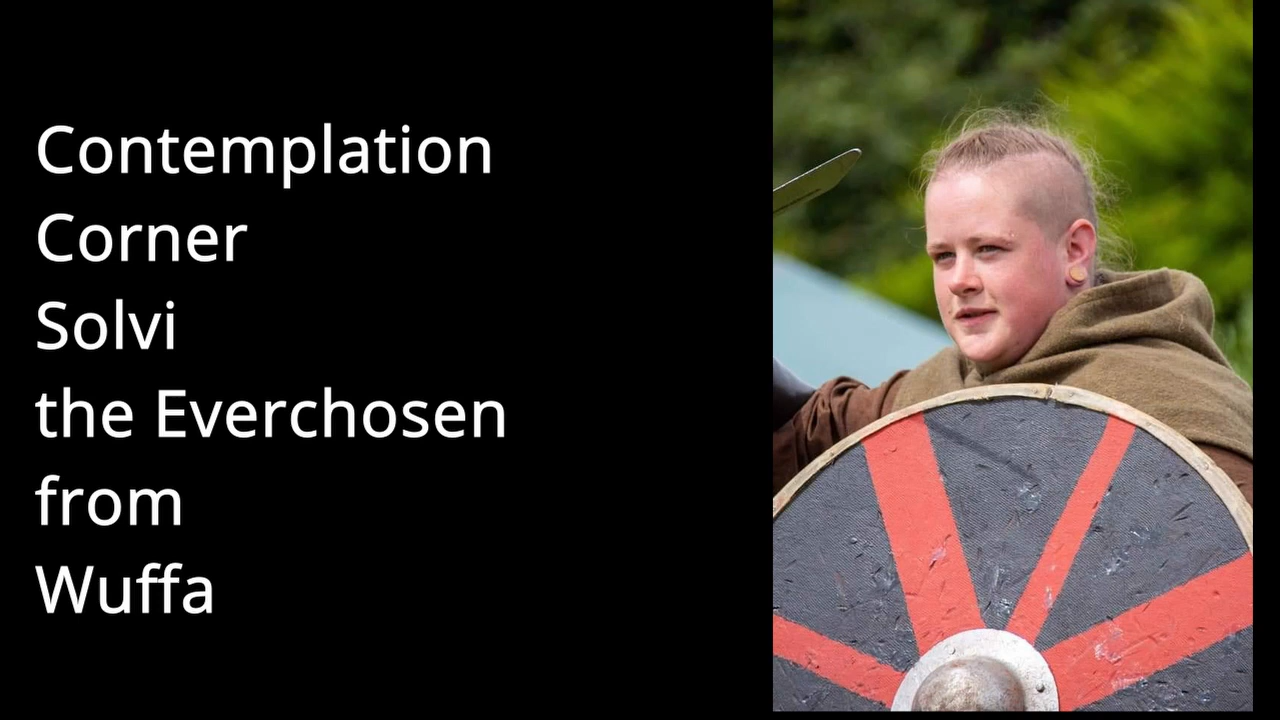 Contemplation
Corner
Solvi
the Everchosen
from
Wuffa